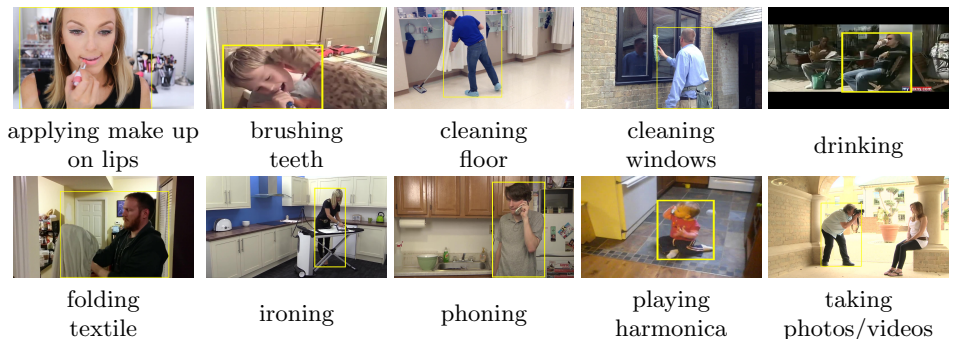 applying make up
on lips
brushing
teeth
cleaning
floor
cleaning
windows
drinking
folding
textile
ironing
phoning
playing
harmonica
taking
photos/videos